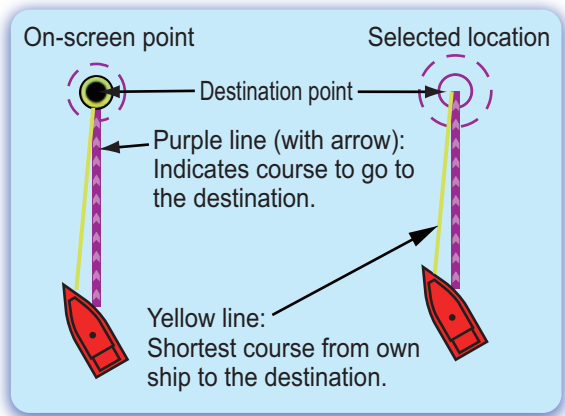 On-screen point
Selected location
Destination point
Purple line (with arrow):
Indicates course to go to
the destination.
Yellow line:
Shortest course from own
ship to the destination.